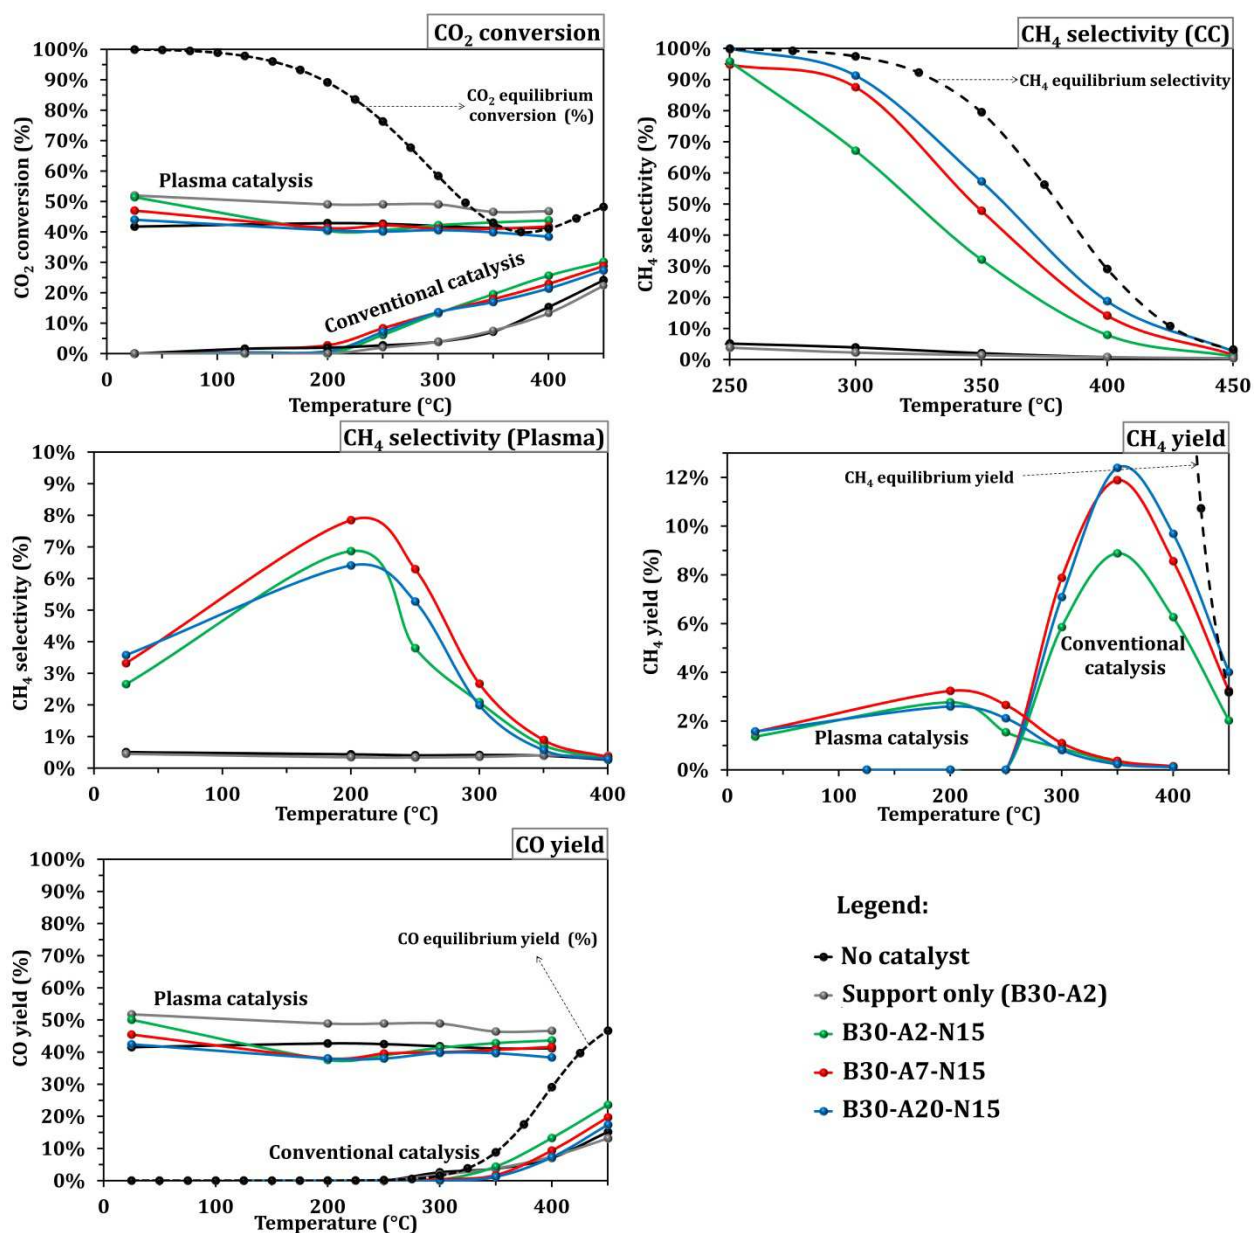 CO₂ conversion
100%
90%
80%
70%
60%
50%
40%
30%
20%
10%
0%
CO₂ conversion (%)
CO₂ equilibrium
conversion (%)
Plasma catalysis
Conventional catalysis
0
100
200
300
400
Temperature (°C)
CH₄ selectivity (CC)
100%
90%
80%
70%
60%
50%
40%
30%
20%
10%
0%
CH₄ selectivity (%)
CH₄ equilibrium selectivity
250
300
350
400
450
Temperature (°C)
CH₄ selectivity (Plasma)
10%
9%
8%
7%
6%
5%
4%
3%
2%
1%
0%
CH₄ selectivity (%)
0
100
200
300
400
Temperature (°C)
CH₄ yield
12%
10%
8%
6%
4%
2%
0%
CH₄ yield (%)
CH₄ equilibrium yield
Conventional
catalysis
Plasma catalysis
0
100
200
300
400
Temperature (°C)
CO yield
100%
90%
80%
70%
60%
50%
40%
30%
20%
10%
0%
CO yield (%)
CO equilibrium yield (%)
Plasma catalysis
Conventional catalysis
0
100
200
300
400
Temperature (°C)
Legend:
No catalyst
Support only (B30-A2)
B30-A2-N15
B30-A7-N15
B30-A20-N15